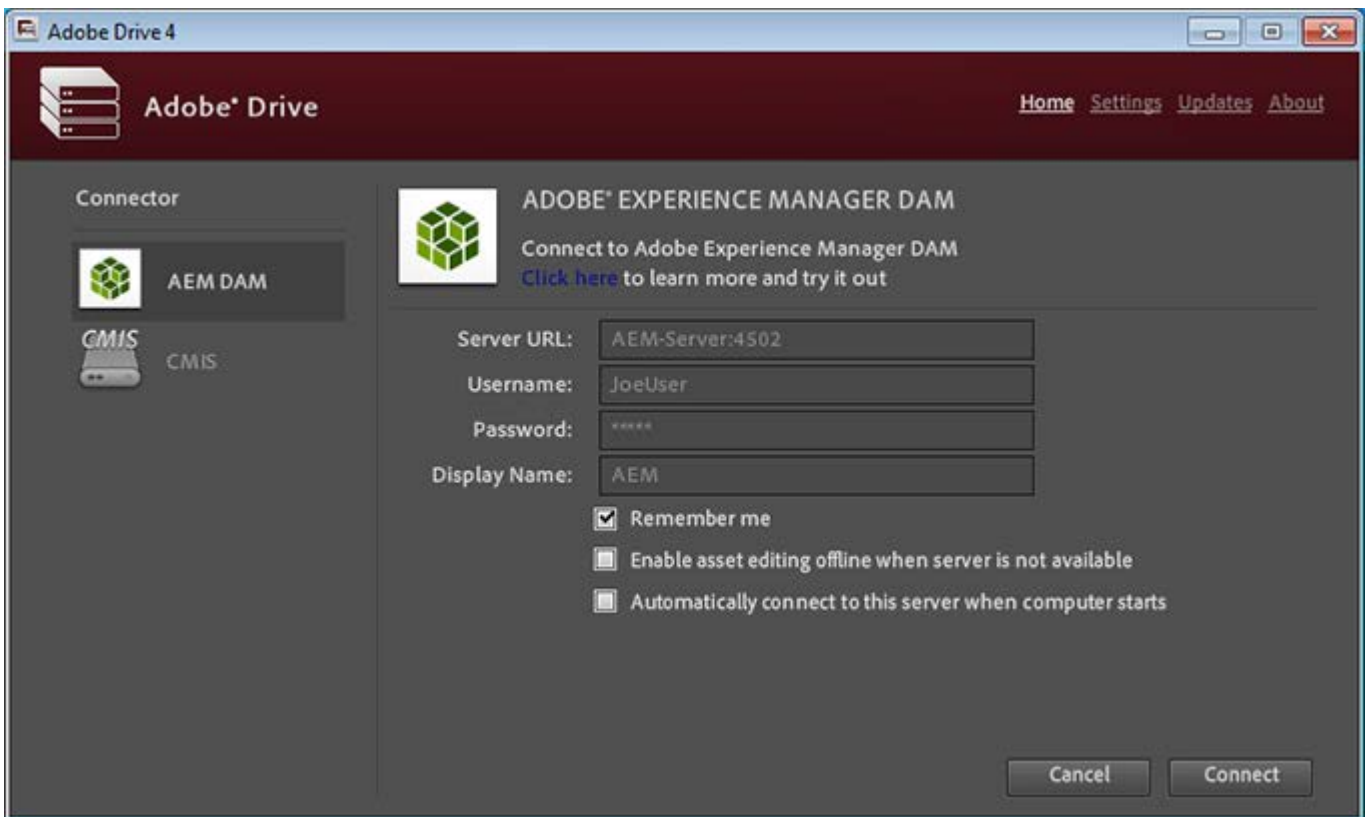 Adobe Drive 4
Adobe® Drive
Home Settings Updates About
Connector
AEM DAM
CMIS
CMIS
ADOBE® EXPERIENCE MANAGER DAM
Connect to Adobe Experience Manager DAM
Click here to learn more and try it out
Server URL: AEM-Server:4502
Username: JoeUser
Password: *****
Display Name: AEM
Remember me
Enable asset editing offline when server is not available
Automatically connect to this server when computer starts
Cancel Connect